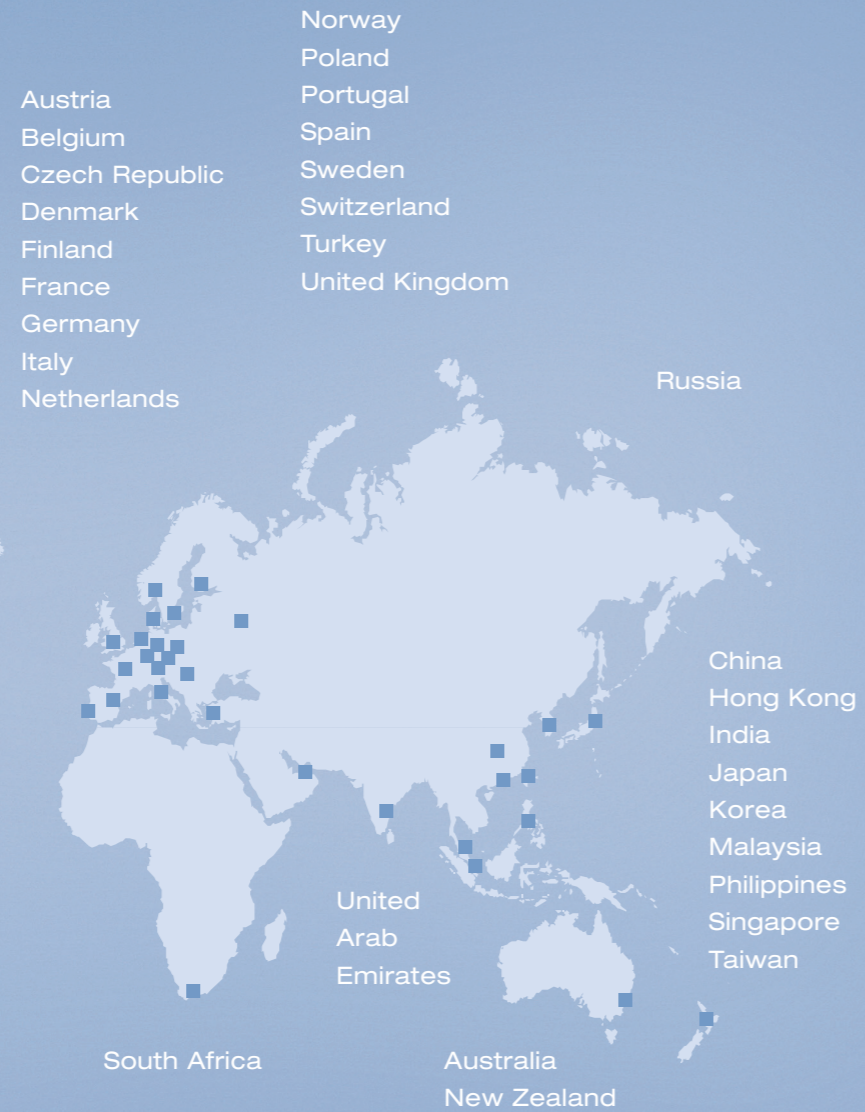 Austria
Belgium
Czech Republic
Denmark
Finland
France
Germany
Italy
Netherlands
Norway
Poland
Portugal
Spain
Sweden
Switzerland
Turkey
United Kingdom
Russia
China
Hong Kong
India
Japan
Korea
Malaysia
Philippines
Singapore
Taiwan
United
Arab
Emirates
South Africa
Australia
New Zealand